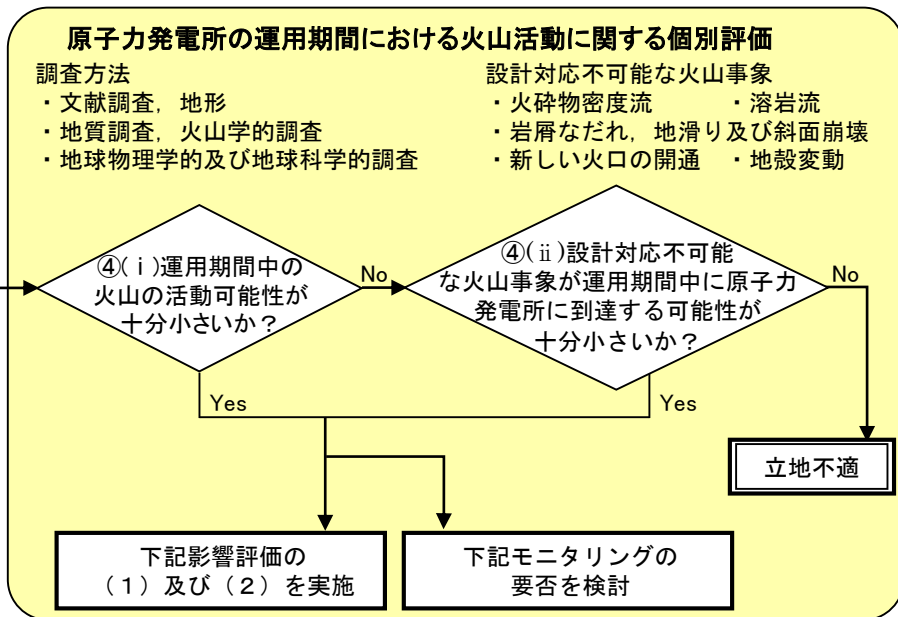 原子力発電所の運用期間における火山活動に関する個別評価
調査方法
・文献調査，地形
・地質調査，火山学的調査
・地球物理学的及び地球科学的調査
設計対応不可能な火山事象
・火砕物密度流　・溶岩流
・岩屑なだれ，地滑り及び斜面崩壊
・新しい火口の開通　・地殻変動
④(ⅰ)運用期間中の
火山の活動可能性が
十分小さいか？
No
④(ⅱ)設計対応不可能
な火山事象が運用期間中に原子力
発電所に到達する可能性が
十分小さいか？
No
Yes
Yes
立地不適
下記影響評価の
（１）及び（２）を実施
下記モニタリングの
要否を検討